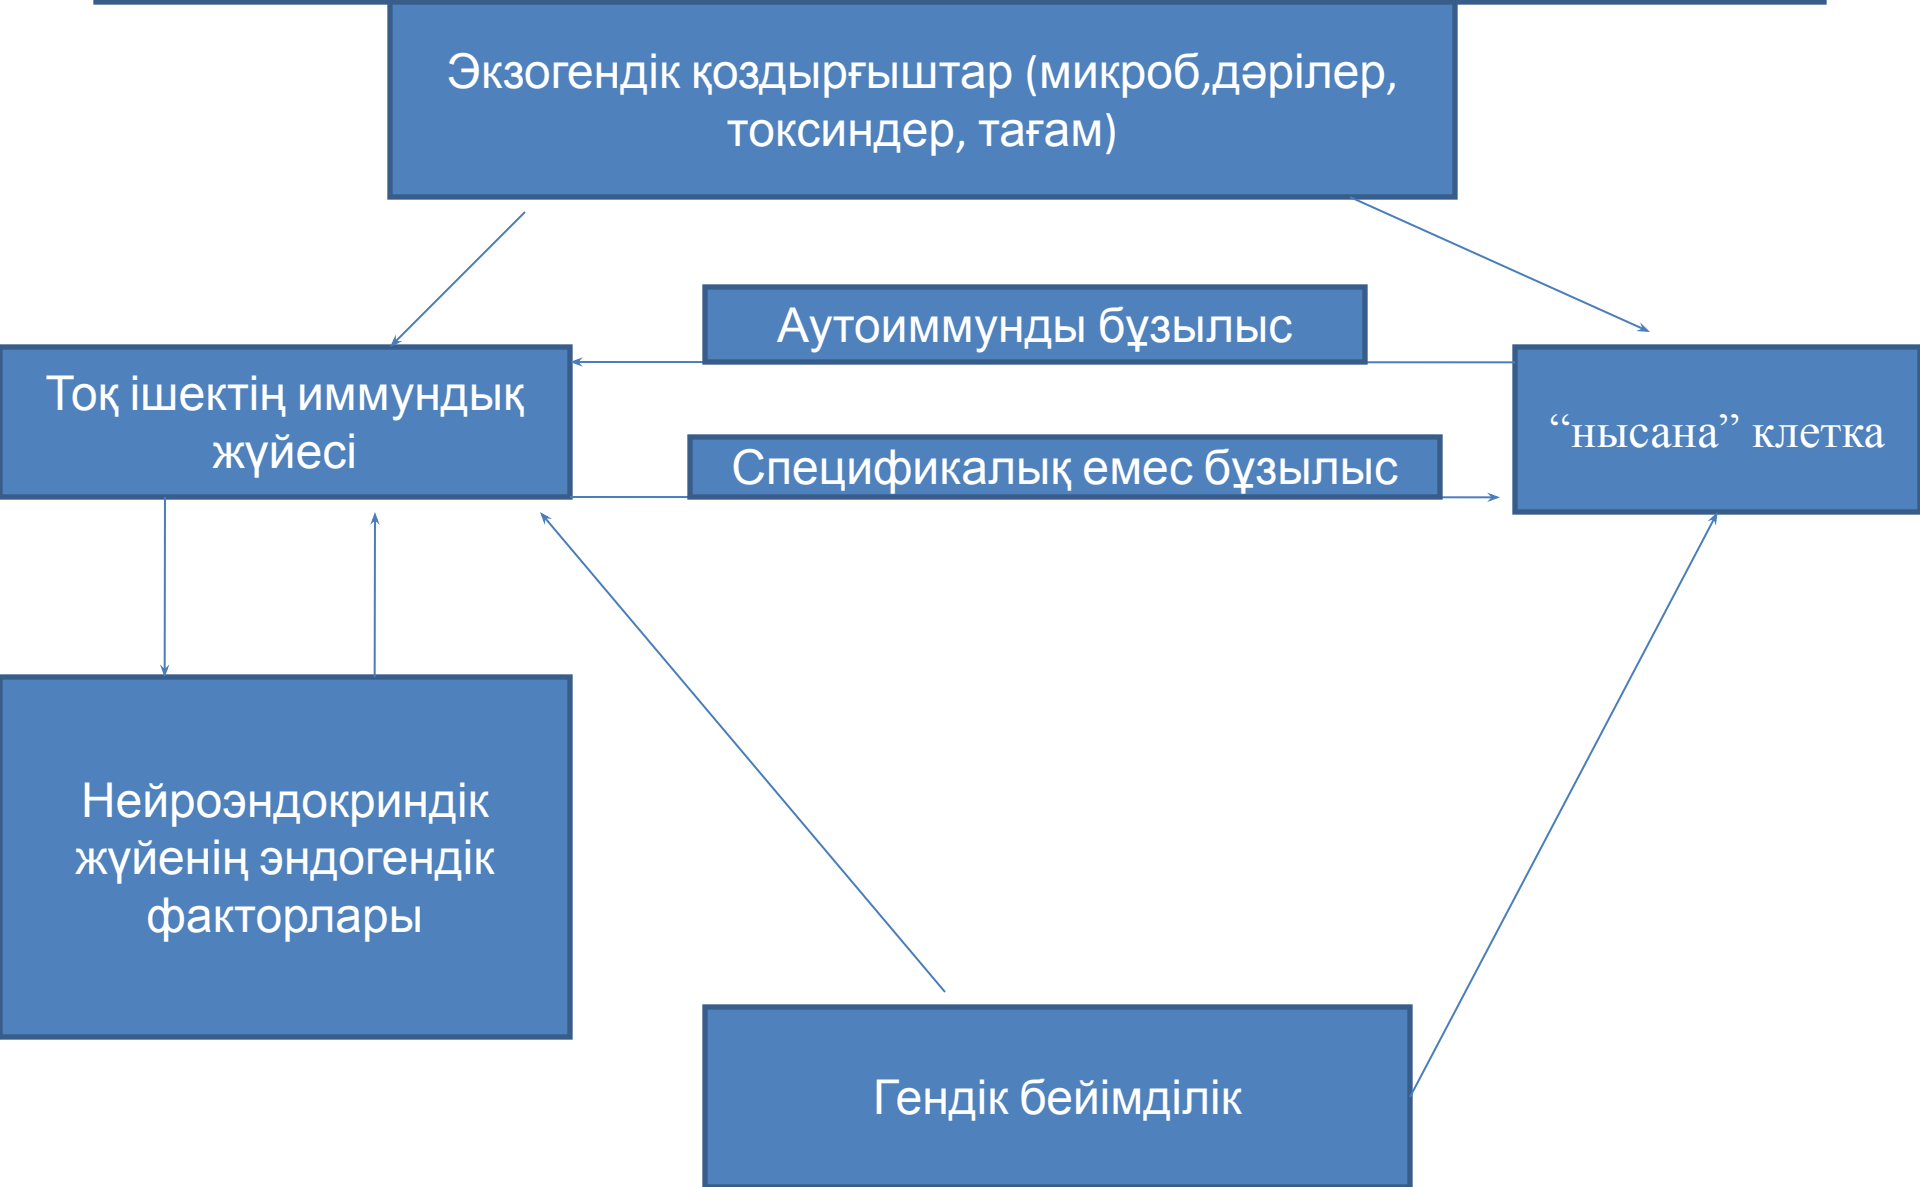 Экзогендік қоздырғыштар (микроб,дәрілер,
токсиндер, тағам)
Аутоиммунды бұзылыс
Тоқ ішектің иммундық
жүйесі
“нысана” клетка
Спецификалық емес бұзылыс
Нейроэндокриндік
жүйенің эндогендік
факторлары
Гендік бейімділік